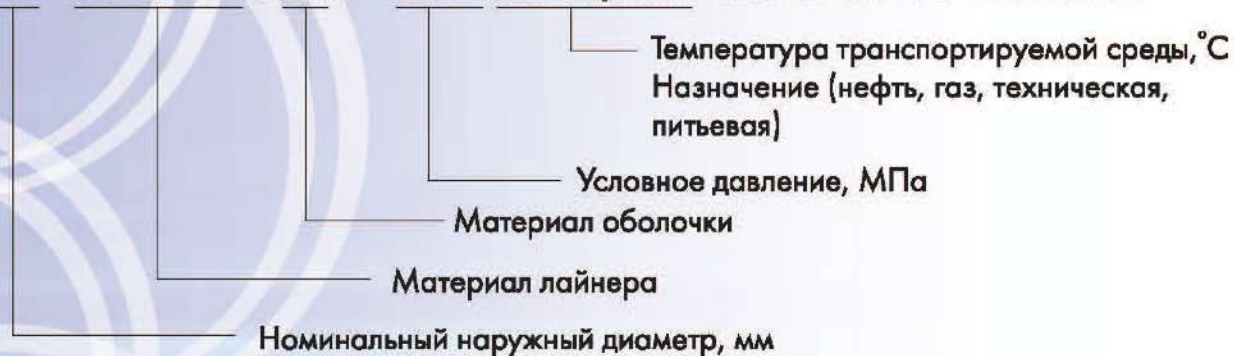 Температура транспортируемой среды,°С
Назначение (нефть, газ, техническая,
питьевая)
Условное давление, МПа
Материал оболочки
Материал лайнера
Номинальный наружный диаметр, мм